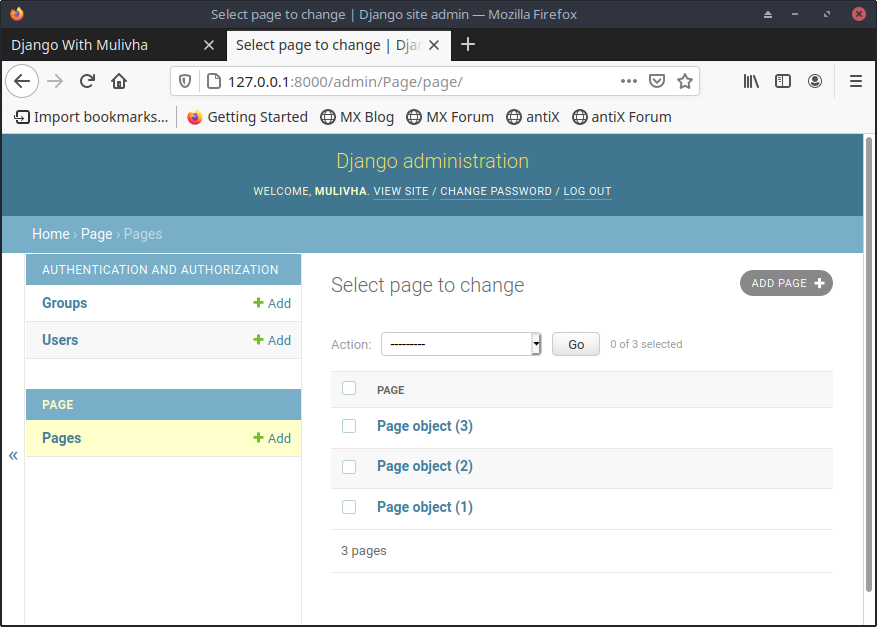 Select page to change | Django site admin — Mozilla Firefox
Django With Mulivha
Select page to change | Dja
127.0.0.1:8000/admin/Page/page/
Import bookmarks... Getting Started MX Blog MX Forum antiX antiX Forum
Django administration
WELCOME, MULIVHA. VIEW SITE / CHANGE PASSWORD / LOG OUT
Home › Page › Pages
AUTHENTICATION AND AUTHORIZATION
Groups + Add
Users + Add
PAGE
Pages + Add
«
Select page to change
ADD PAGE +
Action: --------- Go 0 of 3 selected
PAGE
Page object (3)
Page object (2)
Page object (1)
3 pages